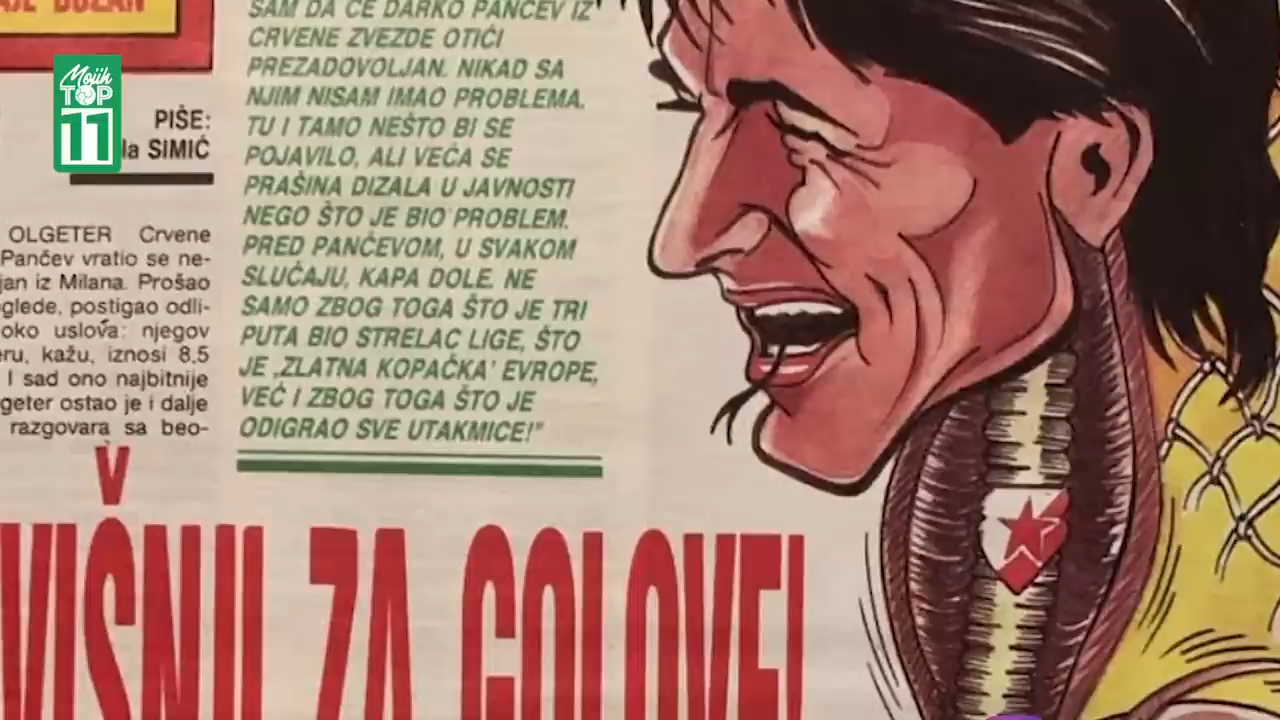 Mojih
TOP
11
PIŠE:
la SIMIĆ
OLGETER Crvene
Pančev vratio se ne-
jan iz Milana. Prošao
glede, postigao odli-
oko uslova: njegov
eru, kažu, iznosi 8,5
I sad ono najbitnije
geter ostao je i dalje
razgovara sa beo-
SAM DA ĆE DARKO PANČEV IZ
CRVENE ZVEZDE OTIĆI
PREZADOVOLJAN. NIKAD SA
NJIM NISAM IMAO PROBLEMA.
TU I TAMO NEŠTO BI SE
POJAVILO, ALI VEĆA SE
PRAŠINA DIZALA U JAVNOSTI
NEGO ŠTO JE BIO PROBLEM.
PRED PANČEVOM, U SVAKOM
SLUČAJU, KAPA DOLE. NE
SAMO ZBOG TOGA ŠTO JE TRI
PUTA BIO STRELAC LIGE, ŠTO
JE ‚ZLATNA KOPAČKA' EVROPE,
VEĆ I ZBOG TOGA ŠTO JE
ODIGRAO SVE UTAKMICE!"
VIŠNJI ZA GOLOVE!